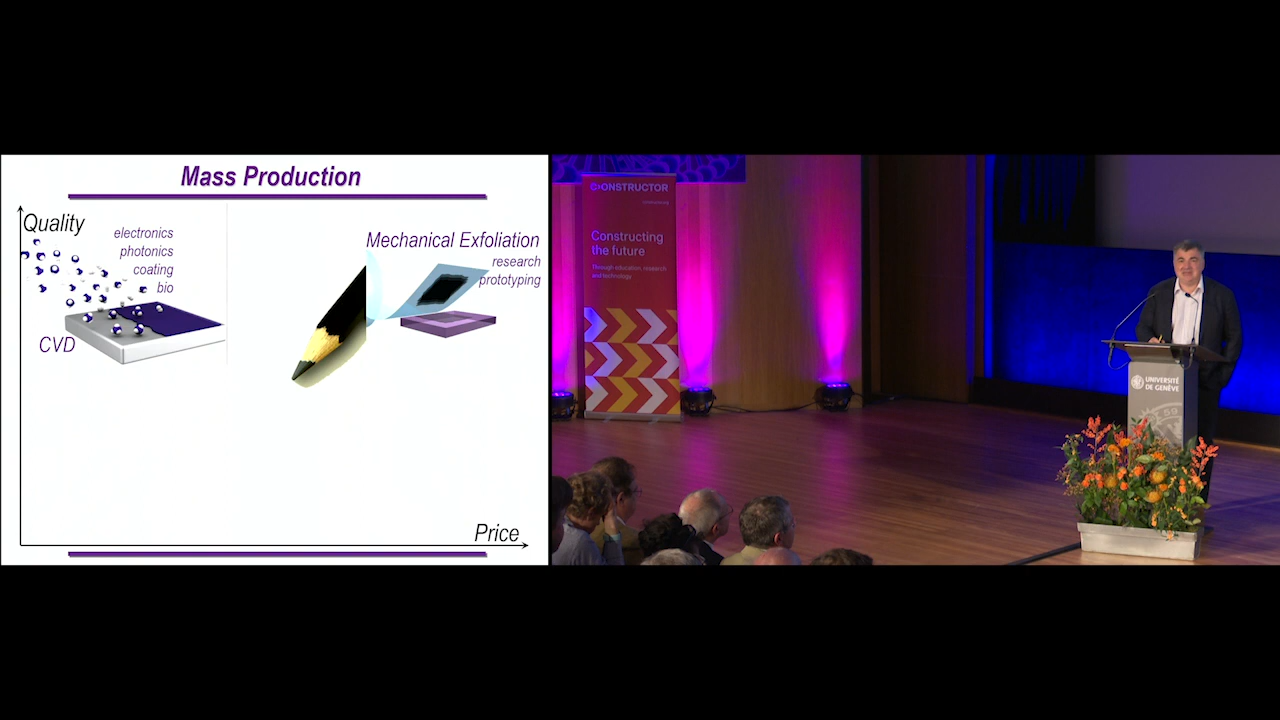 Mass Production
Quality
electronics
photonics
coating
bio
CVD
Mechanical Exfoliation
research
prototyping
Price
CONSTRUCTOR
Constructing
the future
Through education, research
and technology
UNIVERSITÉ
DE GENÈVE
59